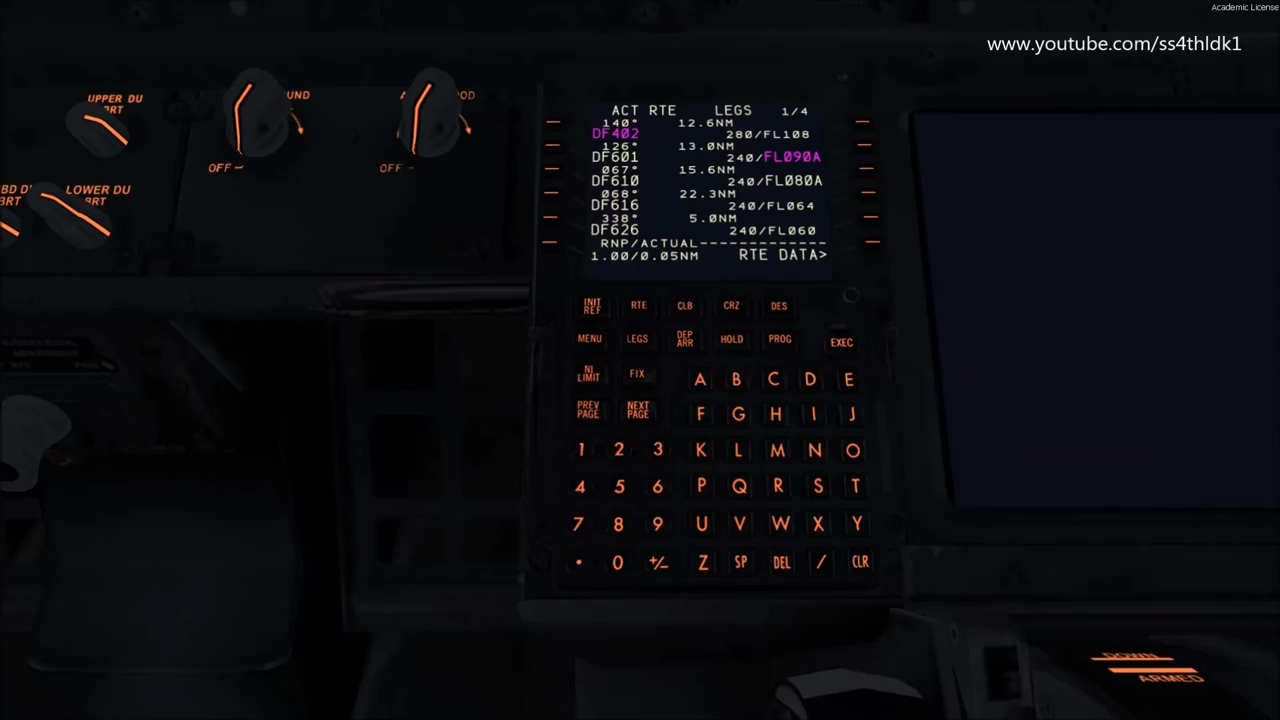 Academic License
www.youtube.com/ss4thldk1
UPPER DU
BRT
OFF
OFF
LOWER DU
BRT
ACT RTE LEGS 1/4
140° 12.6NM
DF402 280/FL108
126° 13.0NM
DF601 240/FL090A
067° 15.6NM
DF610 240/FL080A
068° 22.3NM
DF616 240/FL064
338° 5.0NM
DF626 240/FL060
RNP/ACTUAL--------------
1.00/0.05NM RTE DATA>
INIT REF RTE CLB CRZ DES
MENU LEGS DEP ARR HOLD PROG EXEC
N1 LIMIT FIX A B C D E
PREV PAGE NEXT PAGE F G H I J
1 2 3 K L M N O
4 5 6 P Q R S T
7 8 9 U V W X Y
. 0 +/- Z SP DEL / CLR
DOWN
ARMED